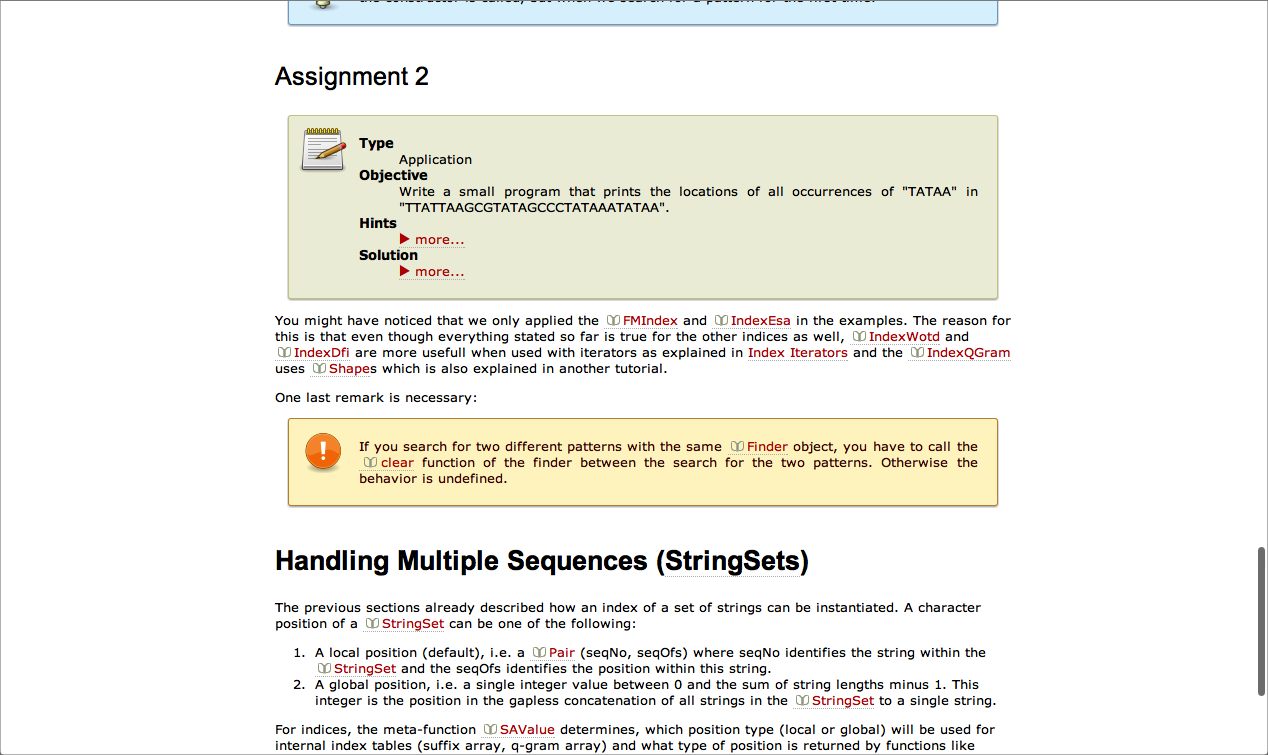 Assignment 2
Type
Application
Objective
Write a small program that prints the locations of all occurrences of "TATAA" in
"TTATTAAGCGTATAGCCCTATAAATATAA".
Hints
more...
Solution
more...
You might have noticed that we only applied the FMIndex and IndexEsa in the examples. The reason for
this is that even though everything stated so far is true for the other indices as well, IndexWotd and
IndexDfi are more usefull when used with iterators as explained in Index Iterators and the IndexQGram
uses Shapes which is also explained in another tutorial.
One last remark is necessary:
If you search for two different patterns with the same Finder object, you have to call the
clear function of the finder between the search for the two patterns. Otherwise the
behavior is undefined.
Handling Multiple Sequences (StringSets)
The previous sections already described how an index of a set of strings can be instantiated. A character
position of a StringSet can be one of the following:
1. A local position (default), i.e. a Pair (seqNo, seqOfs) where seqNo identifies the string within the
StringSet and the seqOfs identifies the position within this string.
2. A global position, i.e. a single integer value between 0 and the sum of string lengths minus 1. This
integer is the position in the gapless concatenation of all strings in the StringSet to a single string.
For indices, the meta-function SAValue determines, which position type (local or global) will be used for
internal index tables (suffix array, q-gram array) and what type of position is returned by functions like